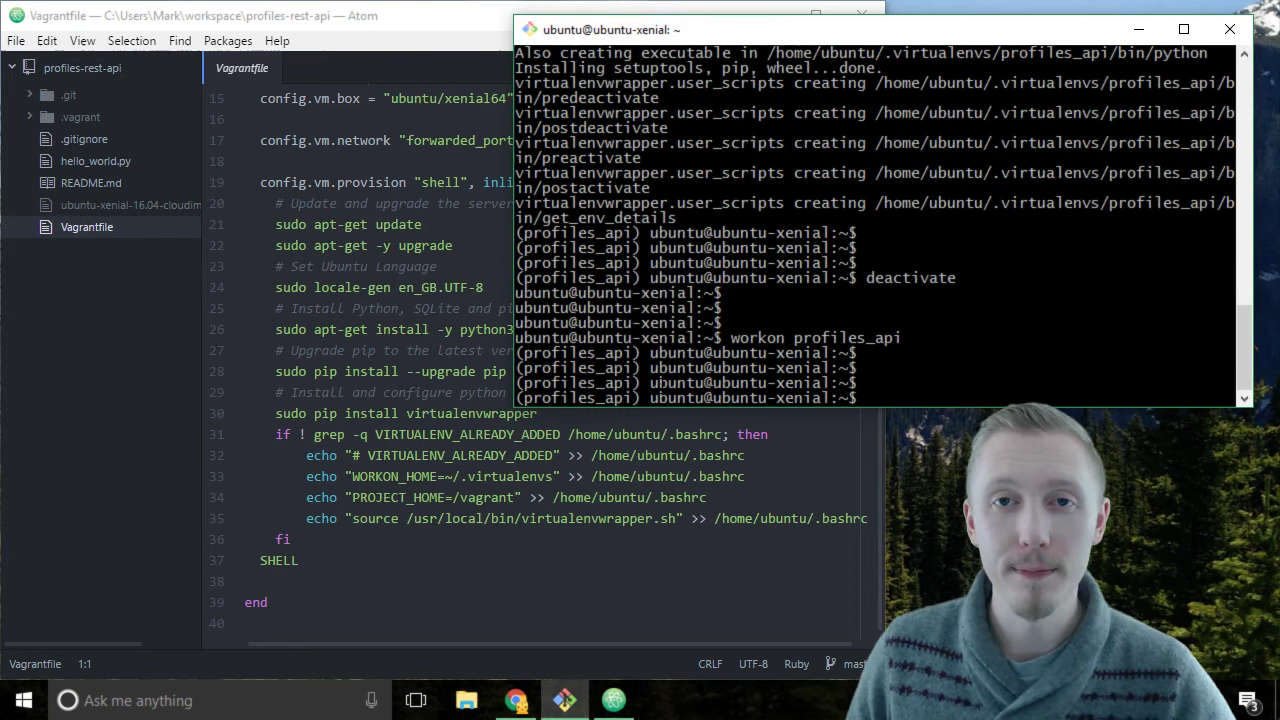 Vagrantfile — C:\Users\Mark\workspace\profiles-rest-api — Atom
File Edit View Selection Find Packages Help
profiles-rest-api
.git
.vagrant
.gitignore
hello_world.py
README.md
ubuntu-xenial-16.04-cloudim
Vagrantfile
Vagrantfile
15 config.vm.box = "ubuntu/xenial64"
16
17 config.vm.network "forwarded_port
18
19 config.vm.provision "shell", inli
20 # Update and upgrade the server
21 sudo apt-get update
22 sudo apt-get -y upgrade
23 # Set Ubuntu Language
24 sudo locale-gen en_GB.UTF-8
25 # Install Python, SQLite and pi
26 sudo apt-get install -y python3
27 # Upgrade pip to the latest ver
28 sudo pip install --upgrade pip
29 # Install and configure python
30 sudo pip install virtualenvwrapper
31 if ! grep -q VIRTUALENV_ALREADY_ADDED /home/ubuntu/.bashrc; then
32 echo "# VIRTUALENV_ALREADY_ADDED" >> /home/ubuntu/.bashrc
33 echo "WORKON_HOME=~/.virtualenvs" >> /home/ubuntu/.bashrc
34 echo "PROJECT_HOME=/vagrant" >> /home/ubuntu/.bashrc
35 echo "source /usr/local/bin/virtualenvwrapper.sh" >> /home/ubuntu/.bashrc
36 fi
37 SHELL
38
39 end
40
Vagrantfile 1:1 CRLF UTF-8 Ruby mast
ubuntu@ubuntu-xenial: ~
Also creating executable in /home/ubuntu/.virtualenvs/profiles_api/bin/python
Installing setuptools, pip, wheel...done.
virtualenvwrapper.user_scripts creating /home/ubuntu/.virtualenvs/profiles_api/b
in/predeactivate
virtualenvwrapper.user_scripts creating /home/ubuntu/.virtualenvs/profiles_api/b
in/postdeactivate
virtualenvwrapper.user_scripts creating /home/ubuntu/.virtualenvs/profiles_api/b
in/preactivate
virtualenvwrapper.user_scripts creating /home/ubuntu/.virtualenvs/profiles_api/b
in/postactivate
virtualenvwrapper.user_scripts creating /home/ubuntu/.virtualenvs/profiles_api/b
in/get_env_details
(profiles_api) ubuntu@ubuntu-xenial:~$
(profiles_api) ubuntu@ubuntu-xenial:~$
(profiles_api) ubuntu@ubuntu-xenial:~$
(profiles_api) ubuntu@ubuntu-xenial:~$ deactivate
ubuntu@ubuntu-xenial:~$
ubuntu@ubuntu-xenial:~$
ubuntu@ubuntu-xenial:~$
ubuntu@ubuntu-xenial:~$ workon profiles_api
(profiles_api) ubuntu@ubuntu-xenial:~$
(profiles_api) ubuntu@ubuntu-xenial:~$
(profiles_api) ubuntu@ubuntu-xenial:~$
(profiles_api) ubuntu@ubuntu-xenial:~$
Ask me anything
3